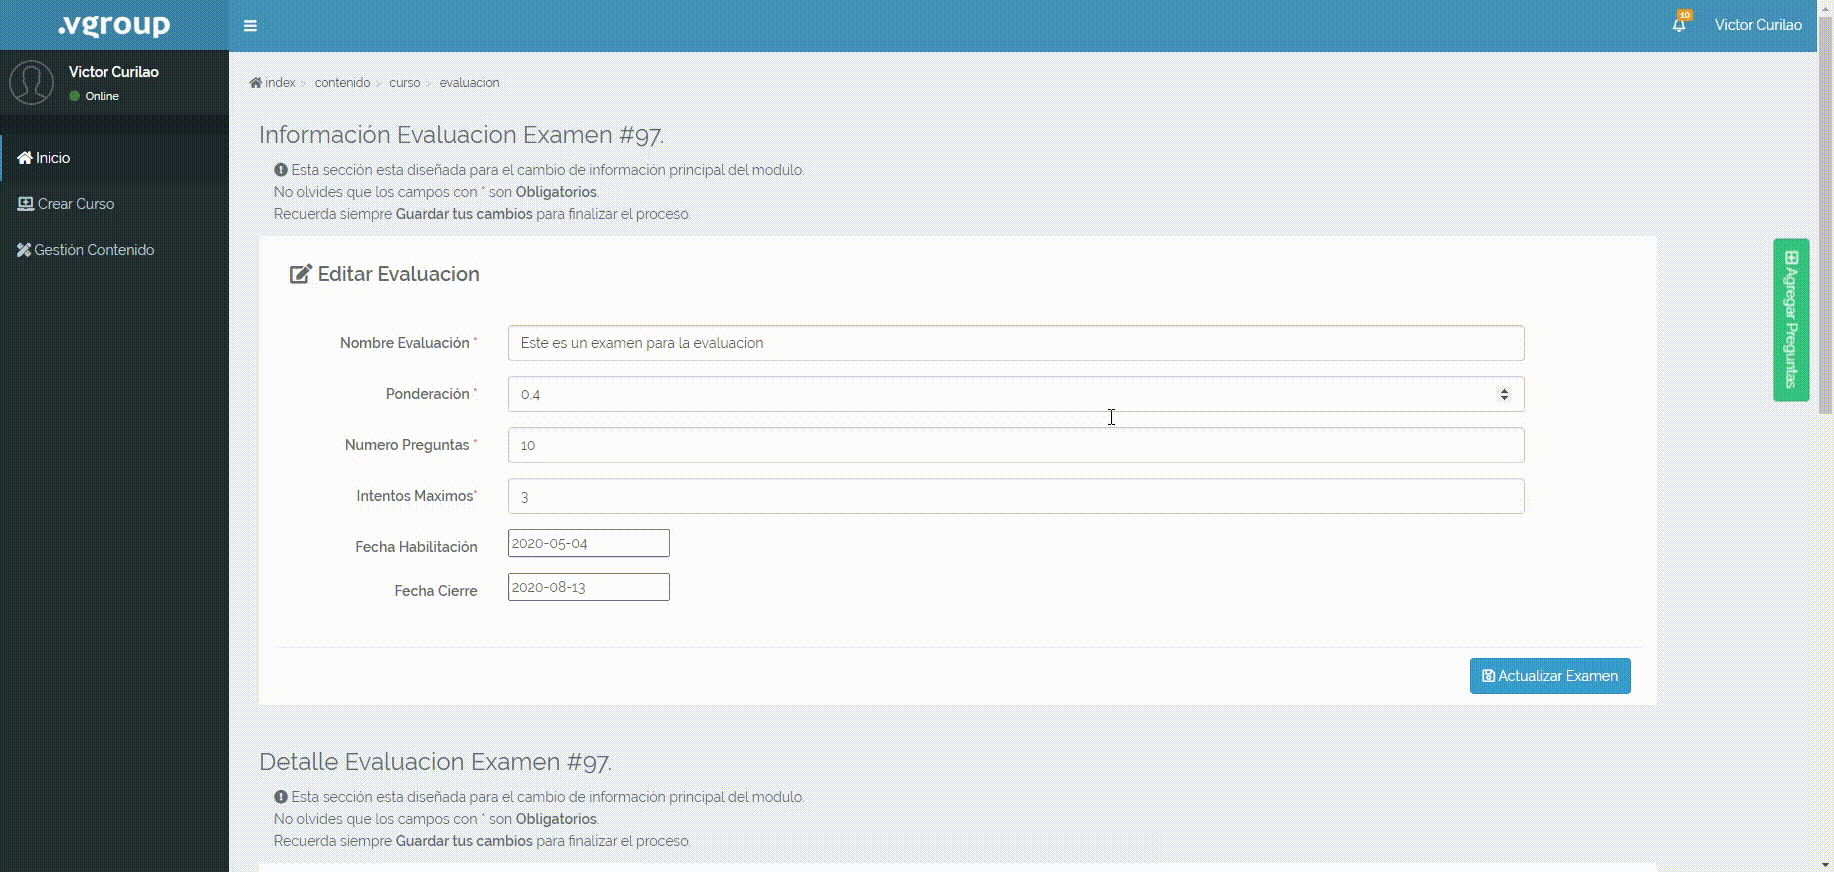 .vgroup
10
Victor Curilao
Victor Curilao
Online
Inicio
Crear Curso
Gestión Contenido
index > contenido > curso > evaluacion
Información Evaluacion Examen #97.
Esta sección esta diseñada para el cambio de información principal del modulo.
No olvides que los campos con * son Obligatorios.
Recuerda siempre Guardar tus cambios para finalizar el proceso.
Editar Evaluacion
Nombre Evaluación * Este es un examen para la evaluacion
Ponderación * 0.4
Numero Preguntas * 10
Intentos Maximos* 3
Fecha Habilitación 2020-05-04
Fecha Cierre 2020-08-13
Actualizar Examen
Agregar Preguntas
Detalle Evaluacion Examen #97.
Esta sección esta diseñada para el cambio de información principal del modulo.
No olvides que los campos con * son Obligatorios.
Recuerda siempre Guardar tus cambios para finalizar el proceso.